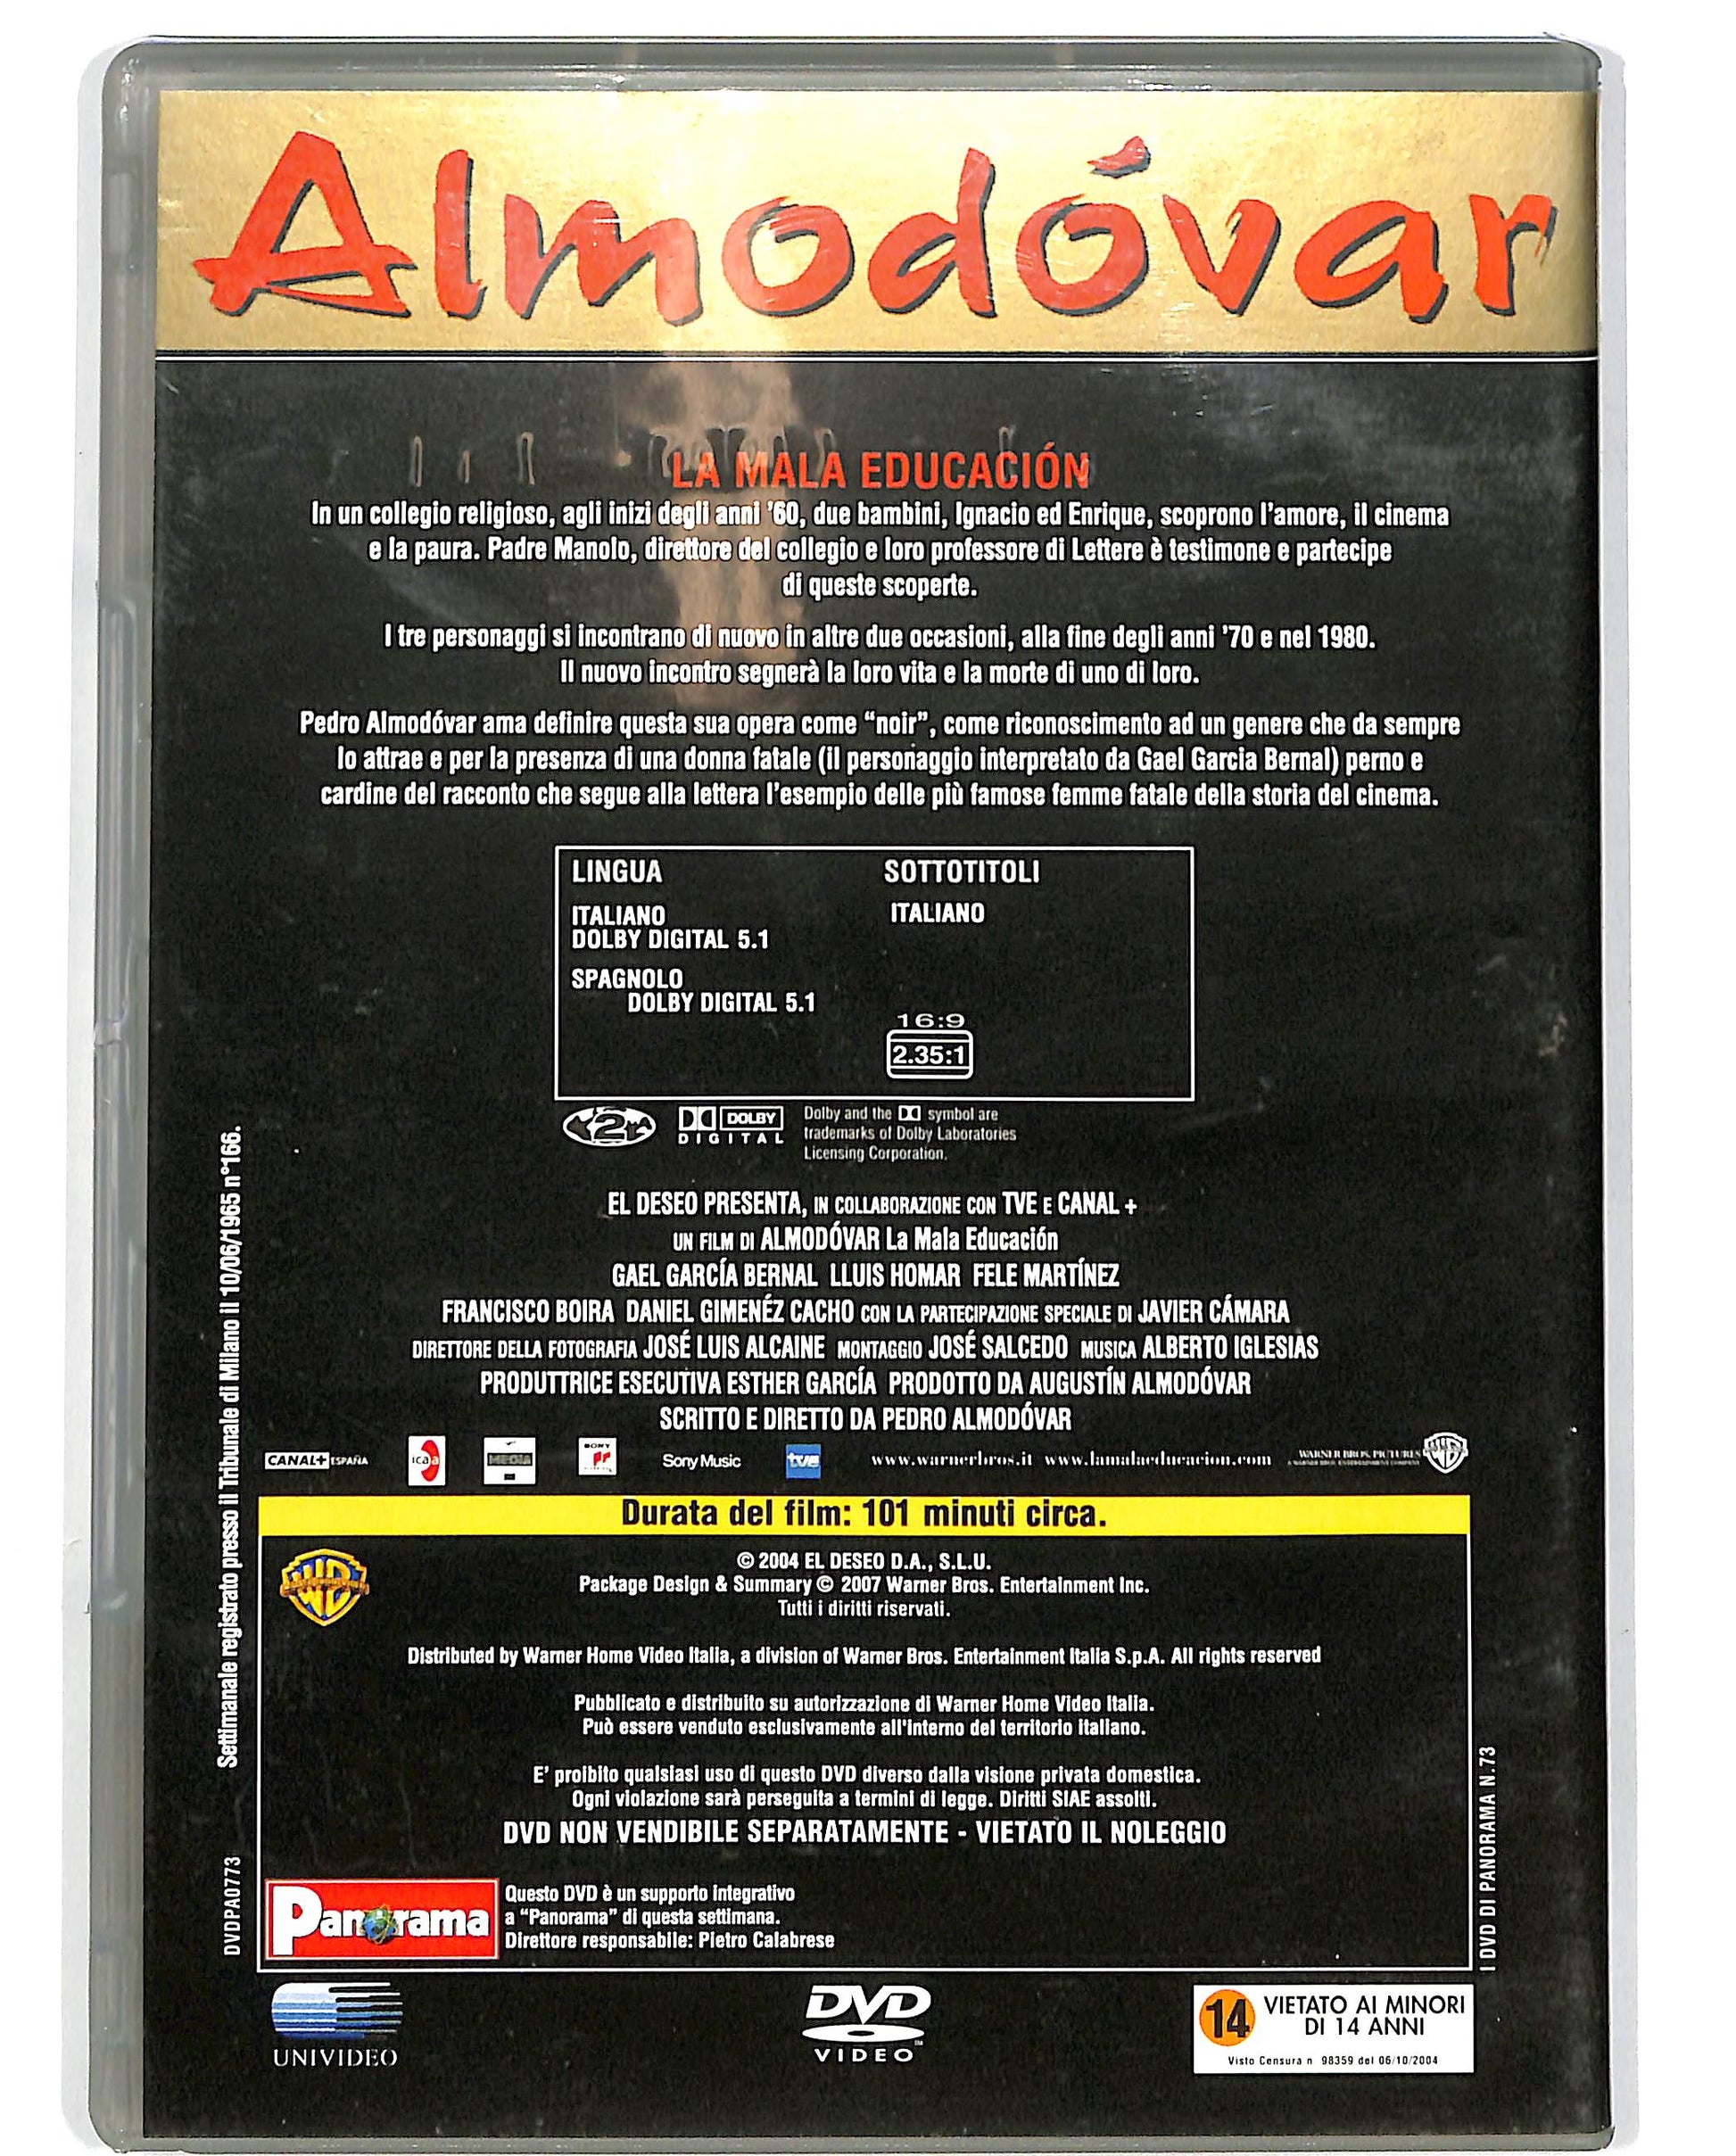 Almodóvar
LA MALA EDUCACIÓN
In un collegio religioso, agli inizi degli anni '60, due bambini, Ignacio ed Enrique, scoprono l'amore, il cinema
e la paura. Padre Manolo, direttore del collegio e loro professore di Lettere è testimone e partecipe
di queste scoperte.
I tre personaggi si incontrano di nuovo in altre due occasioni, alla fine degli anni '70 e nel 1980.
Il nuovo incontro segnerà la loro vita e la morte di uno di loro.
Pedro Almodóvar ama definire questa sua opera come “noir”, come riconoscimento ad un genere che da sempre
lo attrae e per la presenza di una donna fatale (il personaggio interpretato da Gael Garcia Bernal) perno e
cardine del racconto che segue alla lettera l'esempio delle più famose femme fatale della storia del cinema.
LINGUA SOTTOTITOLI
ITALIANO ITALIANO
DOLBY DIGITAL 5.1
SPAGNOLO
DOLBY DIGITAL 5.1
16:9
2.35:1
2
DOLBY
DIGITAL
Dolby and the symbol are
trademarks of Dolby Laboratories
Licensing Corporation.
EL DESEO PRESENTA, IN COLLABORAZIONE CON TVE E CANAL +
UN FILM DI ALMODÓVAR La Mala Educación
GAEL GARCÍA BERNAL LLUIS HOMAR FELE MARTÍNEZ
FRANCISCO BOIRA DANIEL GIMENÉZ CACHO CON LA PARTECIPAZIONE SPECIALE DI JAVIER CÁMARA
DIRETTORE DELLA FOTOGRAFIA JOSÉ LUIS ALCAINE MONTAGGIO JOSÉ SALCEDO MUSICA ALBERTO IGLESIAS
PRODUTTRICE ESECUTIVA ESTHER GARCÍA PRODOTTO DA AUGUSTÍN ALMODÓVAR
SCRITTO E DIRETTO DA PEDRO ALMODÓVAR
CANAL+ ESPAÑA icaa MEDIA SONY Sony Music tve www.warnerbros.it www.lamalaeducacion.com WARNER BROS. PICTURES
Durata del film: 101 minuti circa.
© 2004 EL DESEO D.A., S.L.U.
Package Design & Summary © 2007 Warner Bros. Entertainment Inc.
Tutti i diritti riservati.
Distributed by Warner Home Video Italia, a division of Warner Bros. Entertainment Italia S.p.A. All rights reserved
Pubblicato e distribuito su autorizzazione di Warner Home Video Italia.
Può essere venduto esclusivamente all'interno del territorio italiano.
E' proibito qualsiasi uso di questo DVD diverso dalla visione privata domestica.
Ogni violazione sarà perseguita a termini di legge. Diritti SIAE assolti.
DVD NON VENDIBILE SEPARATAMENTE - VIETATO IL NOLEGGIO
Panorama
Questo DVD è un supporto integrativo
a “Panorama” di questa settimana.
Direttore responsabile: Pietro Calabrese
Settimanale registrato presso il Tribunale di Milano il 10/06/1965 n°166.
DVDPA0773
I DVD DI PANORAMA N.73
UNIVIDEO
DVD
VIDEO
14 VIETATO AI MINORI
DI 14 ANNI
Visto Censura n 98359 del 06/10/2004